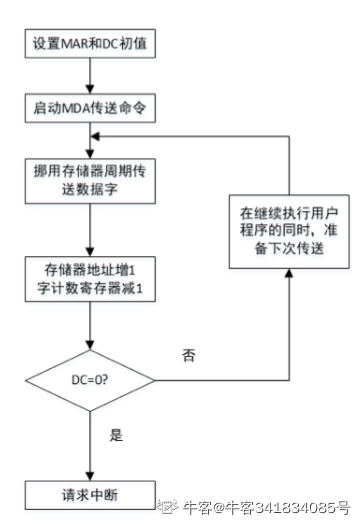 设置MAR和DC初值
启动MDA传送命令
挪用存储器周期传
送数据字
在继续执行用户
程序的同时，准
备下次传送
存储器地址增1
字计数寄存器减1
否
DC=0?
是
请求中断
牛客@牛客341834085号